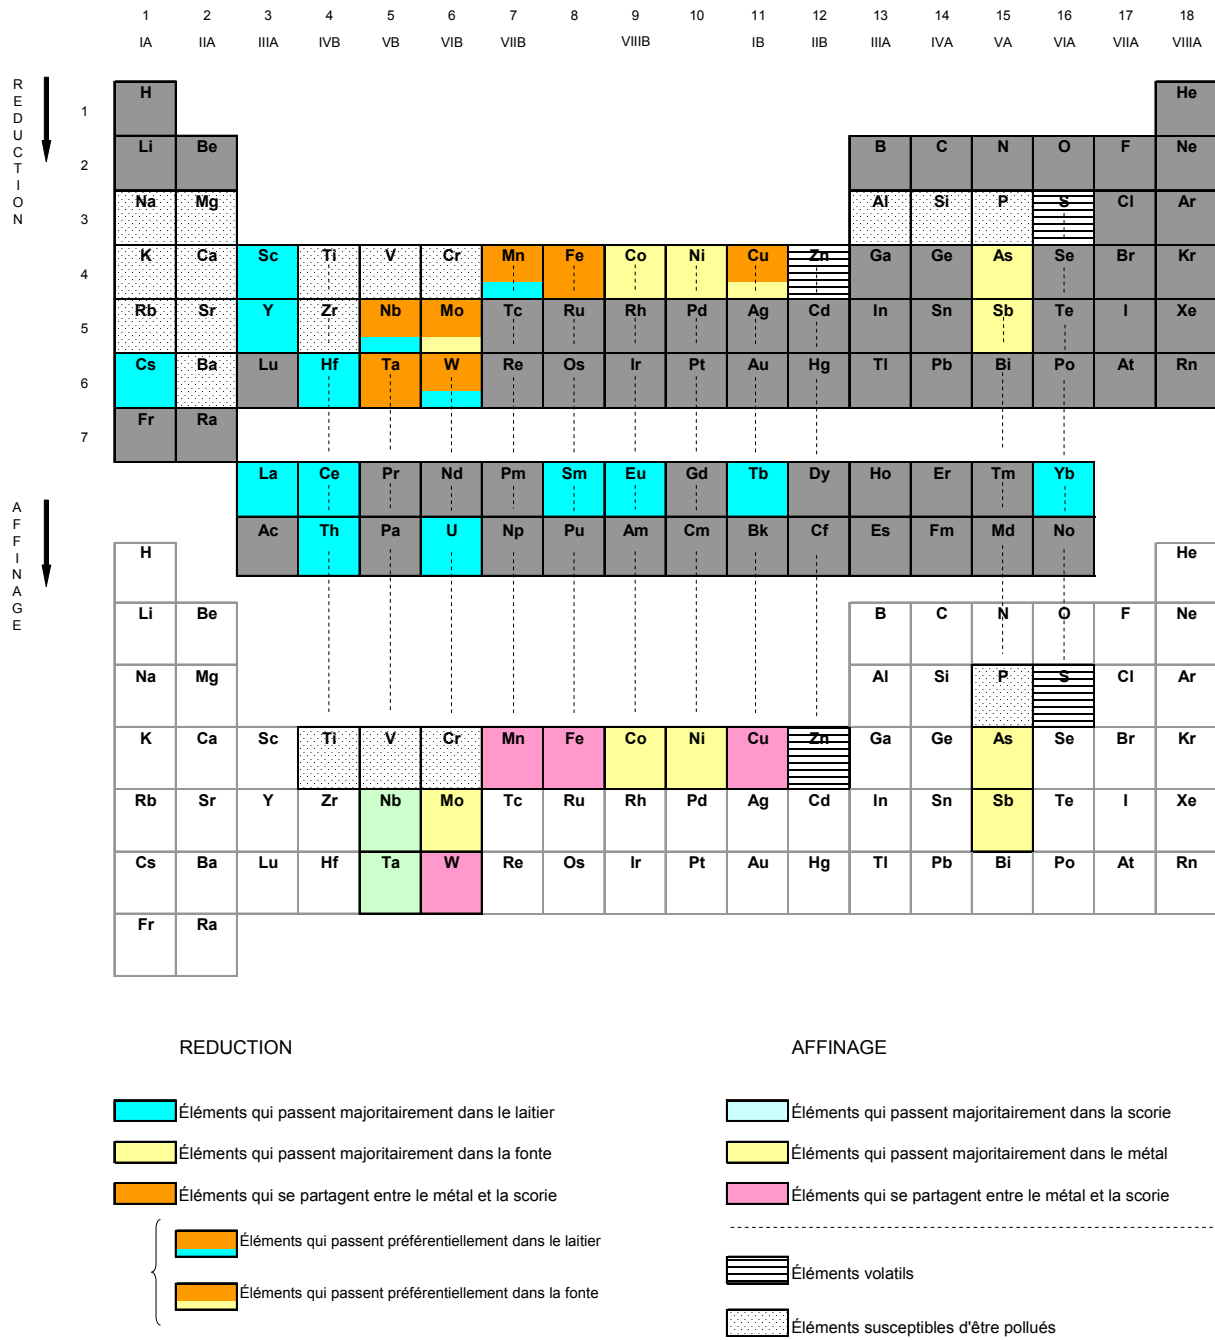 1 2 3 4 5 6 7 8 9 10 11 12 13 14 15 16 17 18
IA IIA IIIA IVB VB VIB VIIB VIIIB IB IIB IIIA IVA VA VIA VIIA VIIIA
REDUCTION
1 H He
2 Li Be B C N O F Ne
3 Na Mg Al Si P S Cl Ar
4 K Ca Sc Ti V Cr Mn Fe Co Ni Cu Zn Ga Ge As Se Br Kr
5 Rb Sr Y Zr Nb Mo Tc Ru Rh Pd Ag Cd In Sn Sb Te I Xe
6 Cs Ba Lu Hf Ta W Re Os Ir Pt Au Hg Tl Pb Bi Po At Rn
7 Fr Ra
La Ce Pr Nd Pm Sm Eu Gd Tb Dy Ho Er Tm Yb
Ac Th Pa U Np Pu Am Cm Bk Cf Es Fm Md No
AFFINAGE
H He
Li Be B C N O F Ne
Na Mg Al Si P S Cl Ar
K Ca Sc Ti V Cr Mn Fe Co Ni Cu Zn Ga Ge As Se Br Kr
Rb Sr Y Zr Nb Mo Tc Ru Rh Pd Ag Cd In Sn Sb Te I Xe
Cs Ba Lu Hf Ta W Re Os Ir Pt Au Hg Tl Pb Bi Po At Rn
Fr Ra
REDUCTION
Éléments qui passent majoritairement dans le laitier
Éléments qui passent majoritairement dans la fonte
Éléments qui se partagent entre le métal et la scorie
Éléments qui passent préférentiellement dans le laitier
Éléments qui passent préférentiellement dans la fonte
AFFINAGE
Éléments qui passent majoritairement dans la scorie
Éléments qui passent majoritairement dans le métal
Éléments qui se partagent entre le métal et la scorie
Éléments volatils
Éléments susceptibles d'être pollués